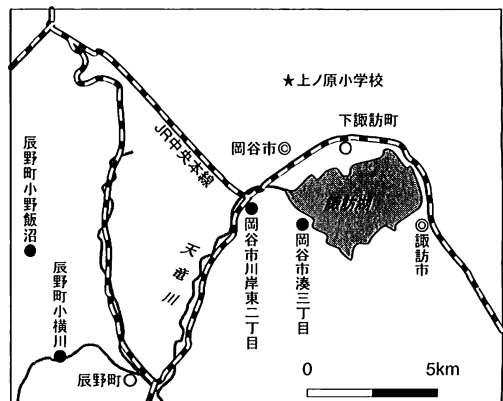 ★上ノ原小学校
下諏訪町
岡谷市
JR中央本線
諏訪湖
辰野町小野飯沼
天竜川
岡谷市川岸東二丁目
岡谷市湊三丁目
諏訪市
辰野町小横川
辰野町
0 5km